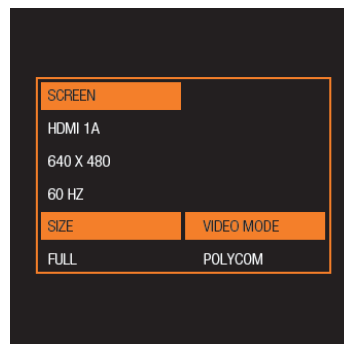 SCREEN
HDMI 1A
640 X 480
60 HZ
SIZE VIDEO MODE
FULL POLYCOM